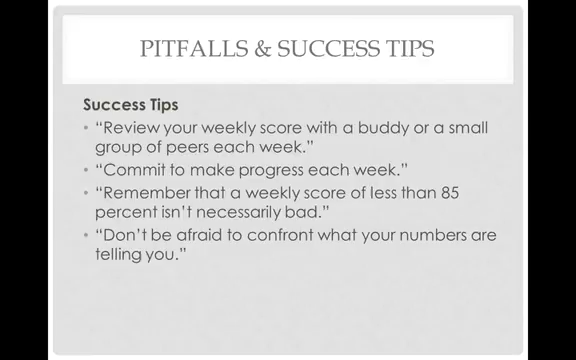 PITFALLS & SUCCESS TIPS
Success Tips
• “Review your weekly score with a buddy or a small
group of peers each week.”
• “Commit to make progress each week.”
• “Remember that a weekly score of less than 85
percent isn’t necessarily bad.”
• “Don’t be afraid to confront what your numbers are
telling you.”